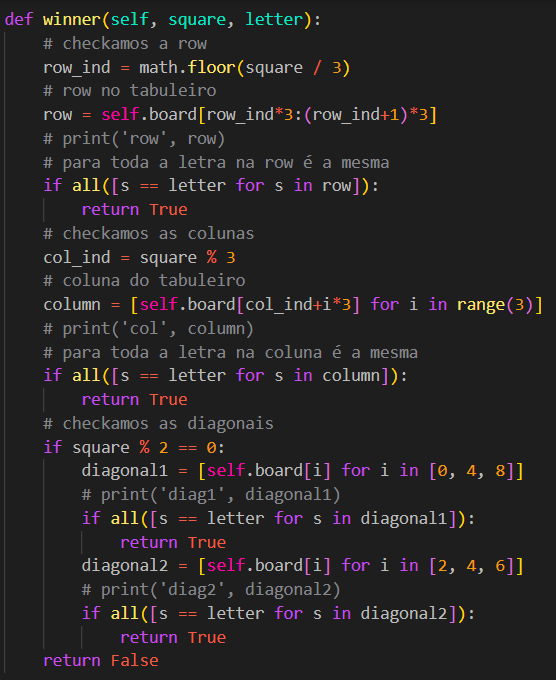 def winner(self, square, letter):
    # checkamos a row
    row_ind = math.floor(square / 3)
    # row no tabuleiro
    row = self.board[row_ind*3:(row_ind+1)*3]
    # print('row', row)
    # para toda a letra na row é a mesma
    if all([s == letter for s in row]):
        return True
    # checkamos as colunas
    col_ind = square % 3
    # coluna do tabuleiro
    column = [self.board[col_ind+i*3] for i in range(3)]
    # print('col', column)
    # para toda a letra na coluna é a mesma
    if all([s == letter for s in column]):
        return True
    # checkamos as diagonais
    if square % 2 == 0:
        diagonal1 = [self.board[i] for i in [0, 4, 8]]
        # print('diag1', diagonal1)
        if all([s == letter for s in diagonal1]):
            return True
        diagonal2 = [self.board[i] for i in [2, 4, 6]]
        # print('diag2', diagonal2)
        if all([s == letter for s in diagonal2]):
            return True
    return False